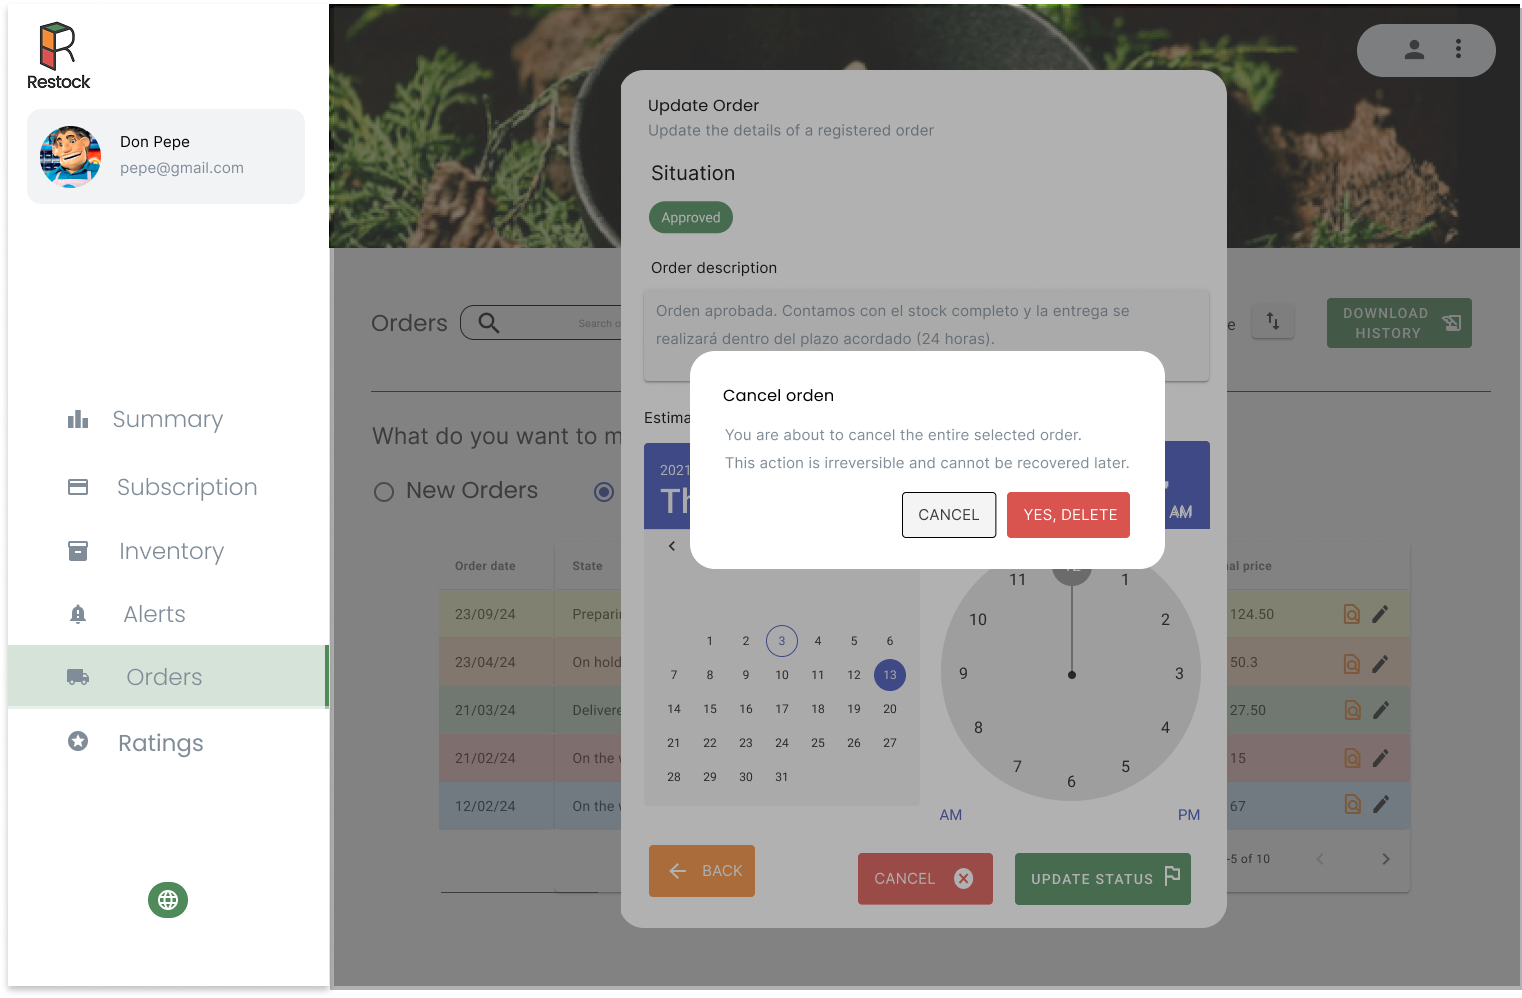 Restock
Don Pepe
pepe@gmail.com
Summary
Subscription
Inventory
Alerts
Orders
Ratings
Orders
Search
DOWNLOAD
HISTORY
What do you want to
New Orders
Order date
State
price
23/09/24
124.50
23/04/24
On hold
50.3
21/03/24
27.50
21/02/24
On the
15
12/02/24
On the
67
-5 of 10
Update Order
Update the details of a registered order
Situation
Approved
Order description
Orden aprobada. Contamos con el stock completo y la entrega se
realizará dentro del plazo acordado (24 horas).
2021
AM
1 2 3 4 5 6
7 8 9 10 11 12 13
14 15 16 17 18 19 20
21 22 23 24 25 26 27
28 29 30 31
11 12 1
10 2
9 3
8 4
7 6 5
AM PM
BACK
CANCEL
UPDATE STATUS
Cancel orden
You are about to cancel the entire selected order.
This action is irreversible and cannot be recovered later.
CANCEL
YES, DELETE